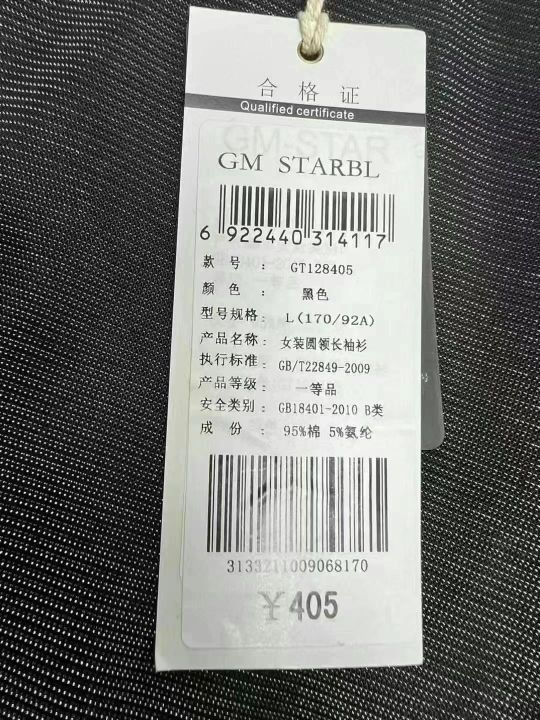 合格证
Qualified certificate
GM STARBL
6 922440 314117
款号： GT128405
颜色： 黑色
型号规格： L(170/92A)
产品名称： 女装圆领长袖衫
执行标准： GB/T22849-2009
产品等级： 一等品
安全类别： GB18401-2010 B类
成份： 95%棉 5%氨纶
3133211009068170
￥405